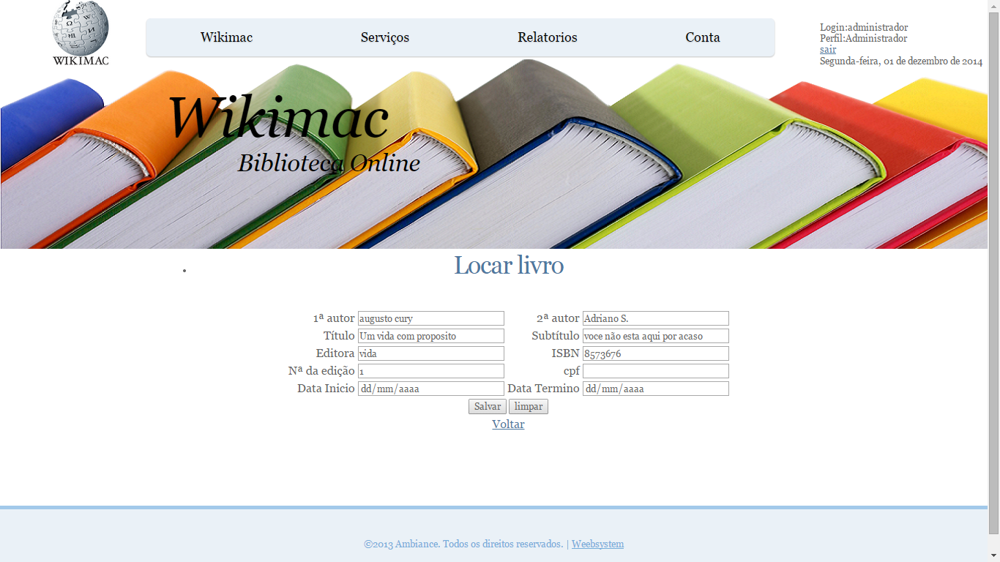 WIKIMAC
Wikimac Serviços Relatorios Conta
Login:administrador
Perfil:Administrador
sair
Segunda-feira, 01 de dezembro de 2014
Wikimac
Biblioteca Online
Locar livro
1ª autor augusto cury 2ª autor Adriano S.
Título Um vida com proposito Subtítulo voce não esta aqui por acaso
Editora vida ISBN 8573676
Nª da edição 1 cpf
Data Inicio dd/mm/aaaa Data Termino dd/mm/aaaa
Salvar limpar
Voltar
©2013 Ambiance. Todos os direitos reservados. | Weebsystem